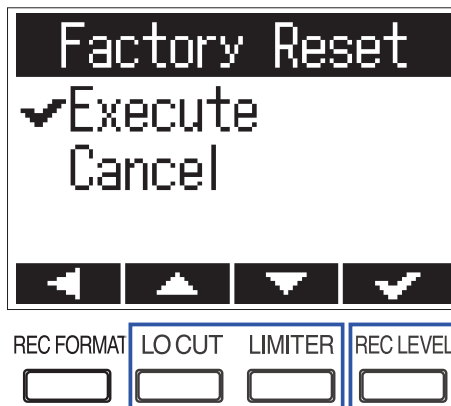 Factory Reset
Execute
Cancel
REC FORMAT LO CUT LIMITER REC LEVEL